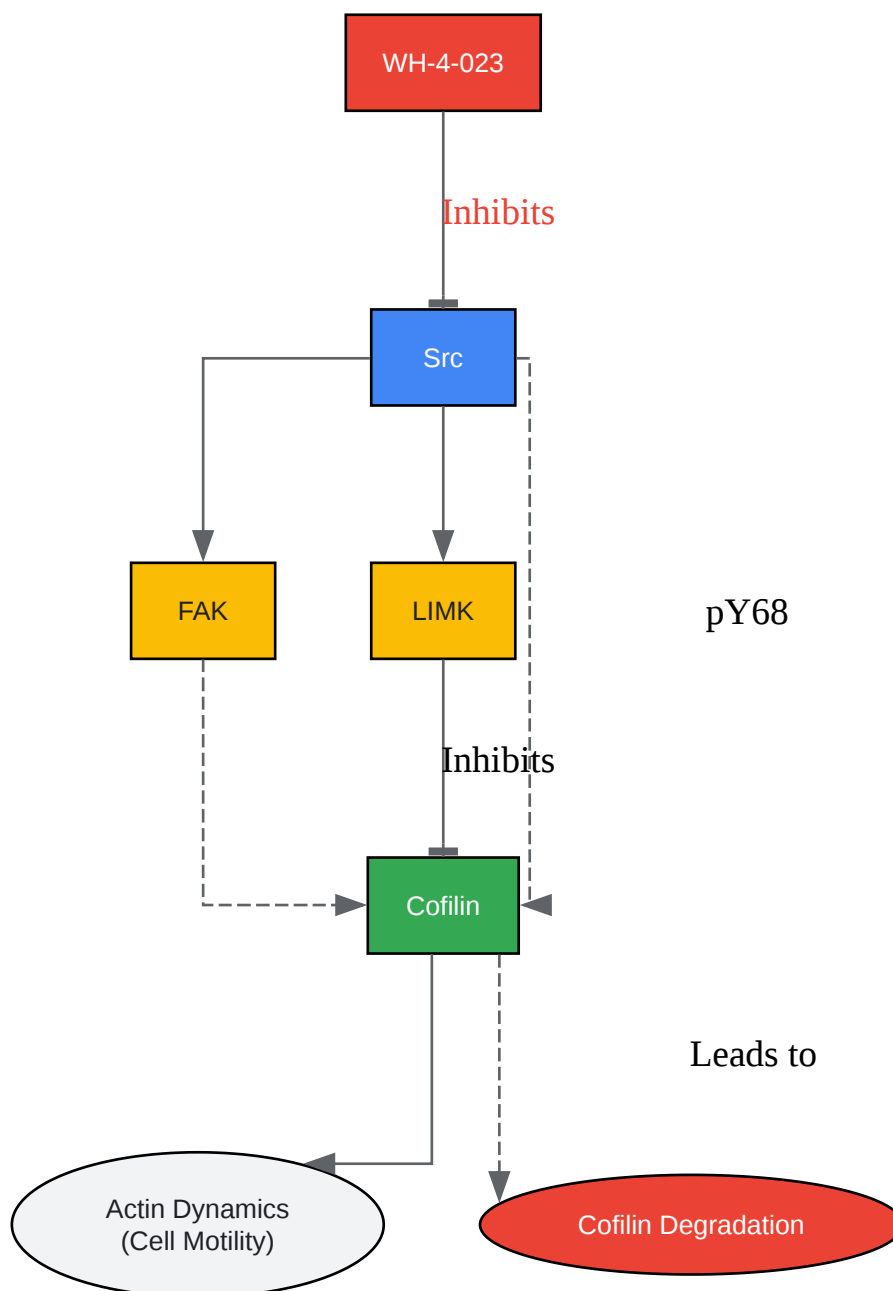 WH-4-023
Inhibits
Src
FAK
LIMK
pY68
Inhibits
Cofilin
Leads to
Actin Dynamics
(Cell Motility)
Cofilin Degradation